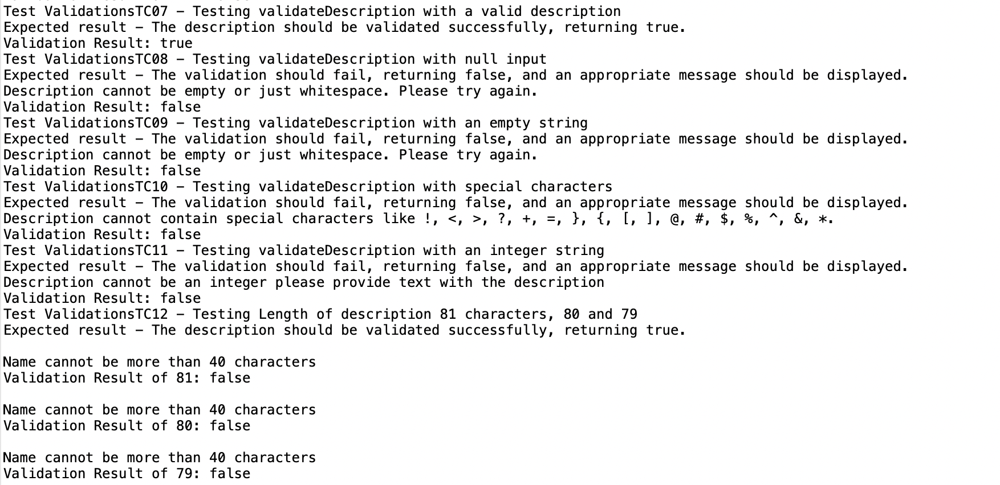 Test ValidationsTC07 – Testing validateDescription with a valid description
Expected result – The description should be validated successfully, returning true.
Validation Result: true
Test ValidationsTC08 – Testing validateDescription with null input
Expected result – The validation should fail, returning false, and an appropriate message should be displayed.
Description cannot be empty or just whitespace. Please try again.
Validation Result: false
Test ValidationsTC09 – Testing validateDescription with an empty string
Expected result – The validation should fail, returning false, and an appropriate message should be displayed.
Description cannot be empty or just whitespace. Please try again.
Validation Result: false
Test ValidationsTC10 – Testing validateDescription with special characters
Expected result – The validation should fail, returning false, and an appropriate message should be displayed.
Description cannot contain special characters like !, <, >, ?, +, =, }, {, [, ], @, #, $, %, ^, &, *.
Validation Result: false
Test ValidationsTC11 – Testing validateDescription with an integer string
Expected result – The validation should fail, returning false, and an appropriate message should be displayed.
Description cannot be an integer please provide text with the description
Validation Result: false
Test ValidationsTC12 – Testing Length of description 81 characters, 80 and 79
Expected result – The description should be validated successfully, returning true.
Name cannot be more than 40 characters
Validation Result of 81: false
Name cannot be more than 40 characters
Validation Result of 80: false
Name cannot be more than 40 characters
Validation Result of 79: false